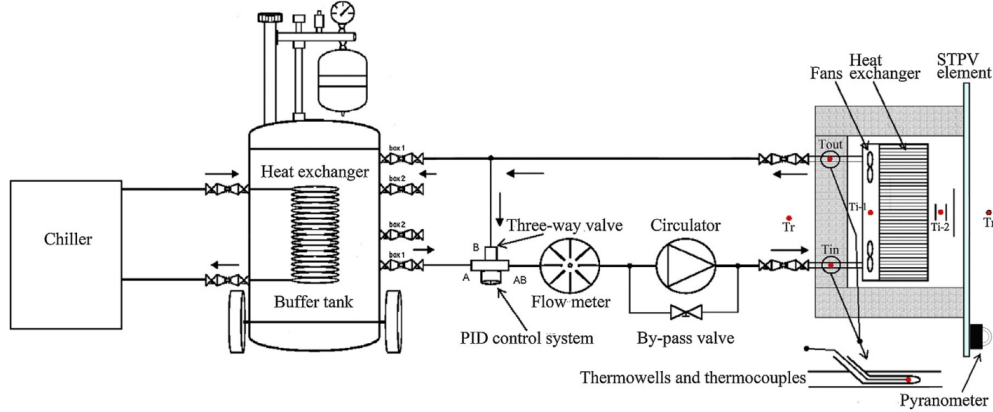 Heat
exchanger
Fans
STPV
element
box 1
Tout
Heat exchanger
box 2
Ti-1
Ti-2
Tr
Three-way valve
Circulator
Chiller
box 2
B
Tin
box 1
A
AB
Buffer tank
Flow meter
PID control system
By-pass valve
Thermowells and thermocouples
Pyranometer